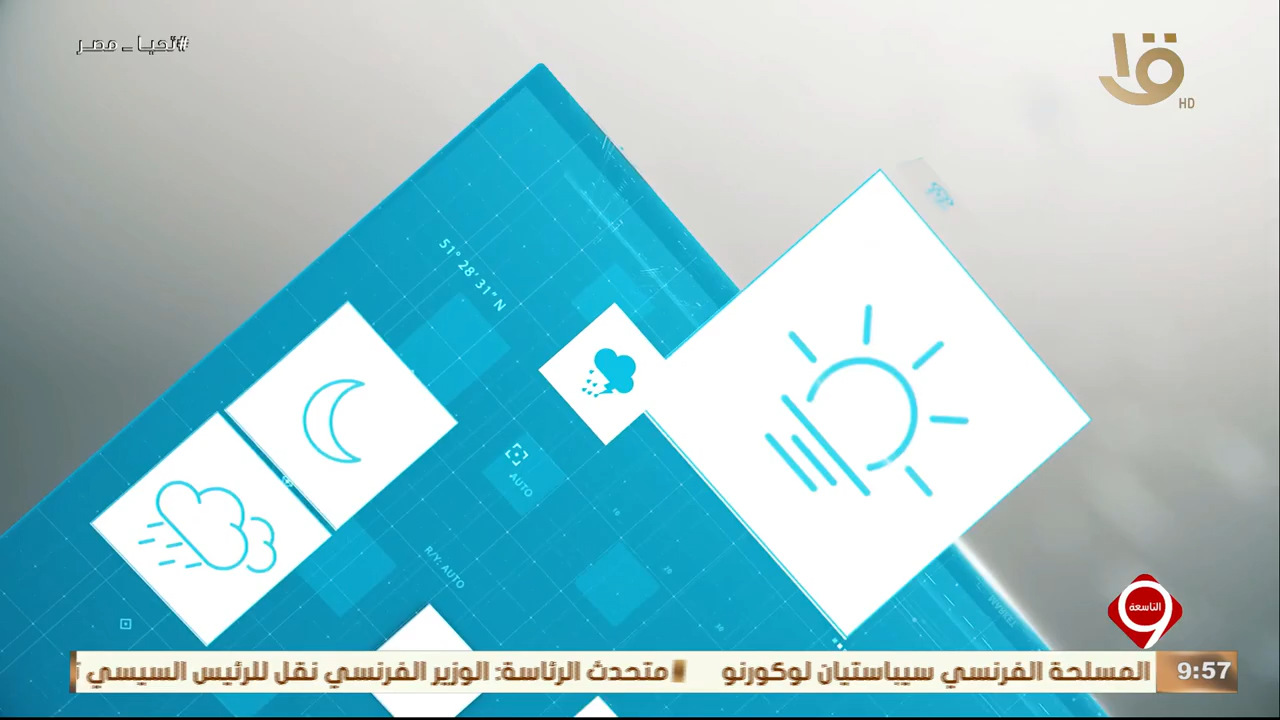 #تحيا_مصر
HD
51° 28' 31" N
AUTO
R/Y: AUTO
التاسعة
9:57
المسلحة الفرنسي سيباستيان لوكورنو
متحدث الرئاسة: الوزير الفرنسي نقل للرئيس السيسي